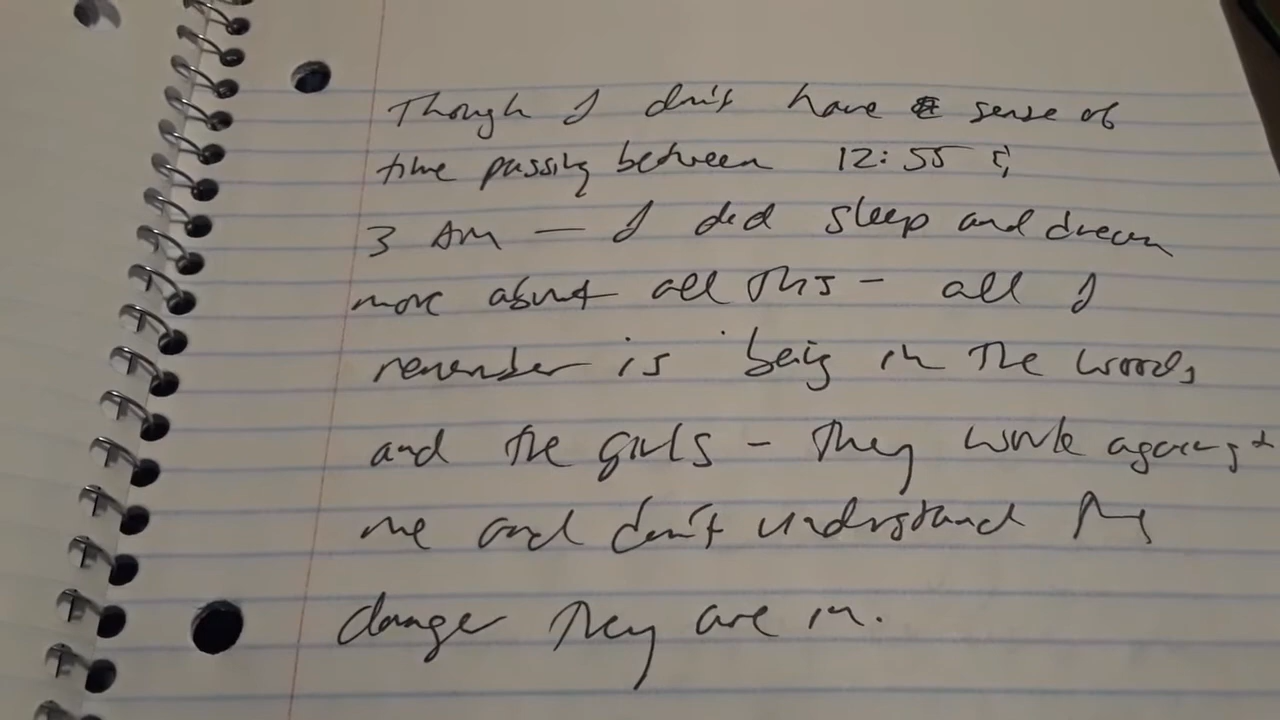 Though I don't have sense of
time passing between 12:55 &
3 AM — I did sleep and dream
more about all this - all I
remember is being in the woods,
and the girls - they work against
me and don't understand the
danger they are in.